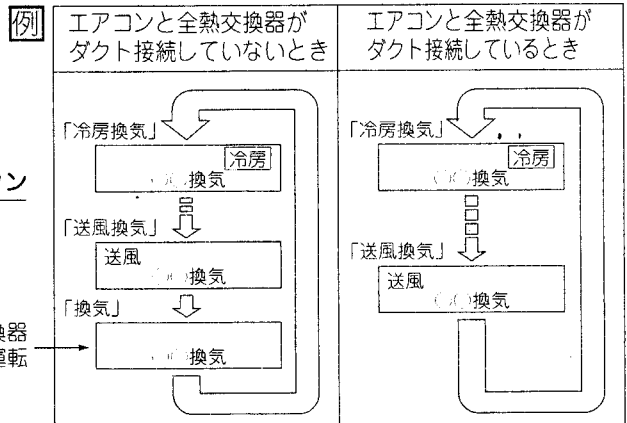 例
エアコンと全熱交換器が
ダクト接続していないとき
エアコンと全熱交換器が
ダクト接続しているとき
「冷房換気」
冷房
換気
「送風換気」
送風
換気
「換気」
換気
「冷房換気」
冷房
換気
「送風換気」
送風
換気
ン
換器
運転